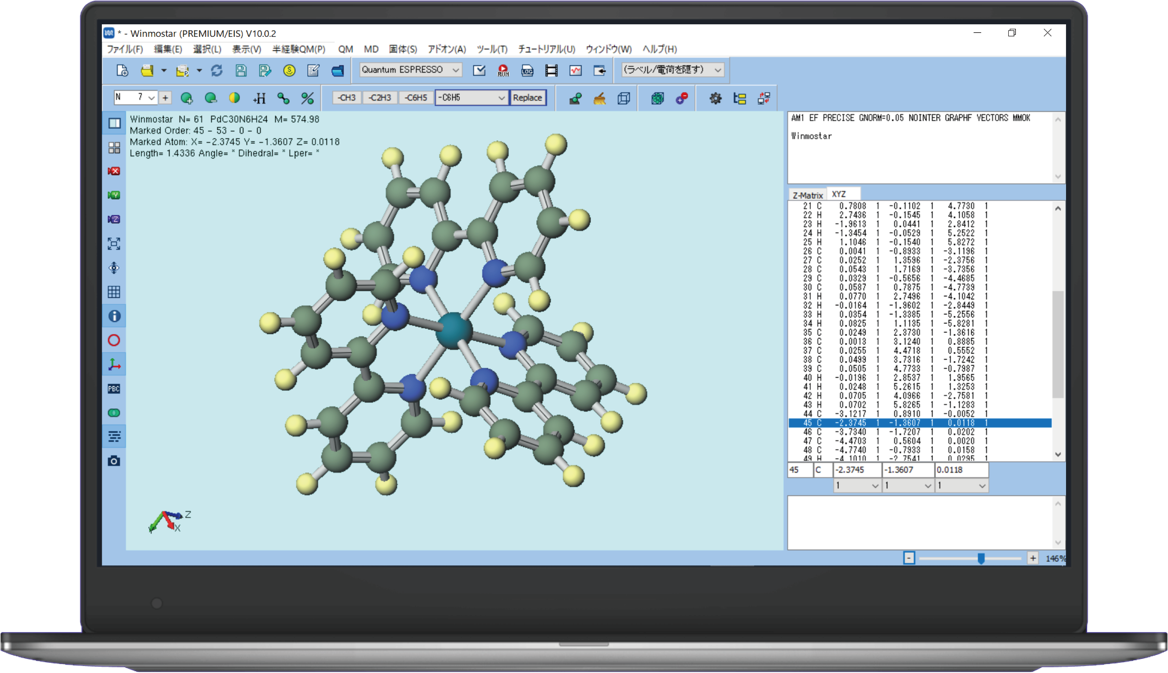 * - Winmostar (PREMIUM/EIS) V10.0.2
ファイル(F) 編集(E) 選択(L) 表示(V) 半経験QM(P) QM MD 固体(S) アドオン(A) ツール(T) チュートリアル(U) ウィンドウ(W) ヘルプ(H)
Quantum ESPRESSO (ラベル/電荷を隠す)
N 7 + -H -CH3 -C2H3 -C6H5 -C6H5 Replace
Winmostar N= 61 PdC30N6H24 M= 574.98
Marked Order: 45 - 53 - 0 - 0
Marked Atom: X= -2.3745 Y= -1.3607 Z= 0.0118
Length= 1.4336 Angle= ° Dihedral= ° Lper= °
AM1 EF PRECISE GNORM=0.05 NOINTER GRAPHF VECTORS MMOK
Winmostar
Z-Matrix XYZ
21 C 0.7808 1 -0.1102 1 4.7730 1
22 H 2.7436 1 -0.1545 1 4.1058 1
23 H -1.9613 1 0.0441 1 2.8412 1
24 H -1.3454 1 -0.0529 1 5.2522 1
25 H 1.1046 1 -0.1540 1 5.8272 1
26 C 0.0041 1 -0.8933 1 -3.1196 1
27 C 0.0252 1 1.3596 1 -2.3756 1
28 C 0.0543 1 1.7169 1 -3.7356 1
29 C 0.0329 1 -0.5656 1 -4.4685 1
30 C 0.0587 1 0.7875 1 -4.7739 1
31 H 0.0770 1 2.7496 1 -4.1042 1
32 H -0.0164 1 -1.9602 1 -2.8449 1
33 H 0.0354 1 -1.3385 1 -5.2556 1
34 H 0.0825 1 1.1135 1 -5.8281 1
35 C 0.0249 1 2.3730 1 -1.3616 1
36 C 0.0013 1 3.1240 1 0.8885 1
37 C 0.0255 1 4.4718 1 0.5552 1
38 C 0.0499 1 3.7316 1 -1.7242 1
39 C 0.0505 1 4.7733 1 -0.7987 1
40 H -0.0196 1 2.8537 1 1.9565 1
41 H 0.0248 1 5.2615 1 1.3253 1
42 H 0.0705 1 4.0966 1 -2.7581 1
43 H 0.0702 1 5.8265 1 -1.1283 1
44 C -3.1217 1 0.8910 1 -0.0052 1
45 C -2.3745 1 -1.3607 1 0.0118 1
46 C -3.7340 1 -1.7207 1 0.0202 1
47 C -4.4703 1 0.5604 1 0.0020 1
48 C -4.7740 1 -0.7933 1 0.0158 1
49 H -4.1010 1 -2.7541 1 0.0295 1
45 C -2.3745 -1.3607 0.0118
1 1 1
Z
X
PBC
- + 146%